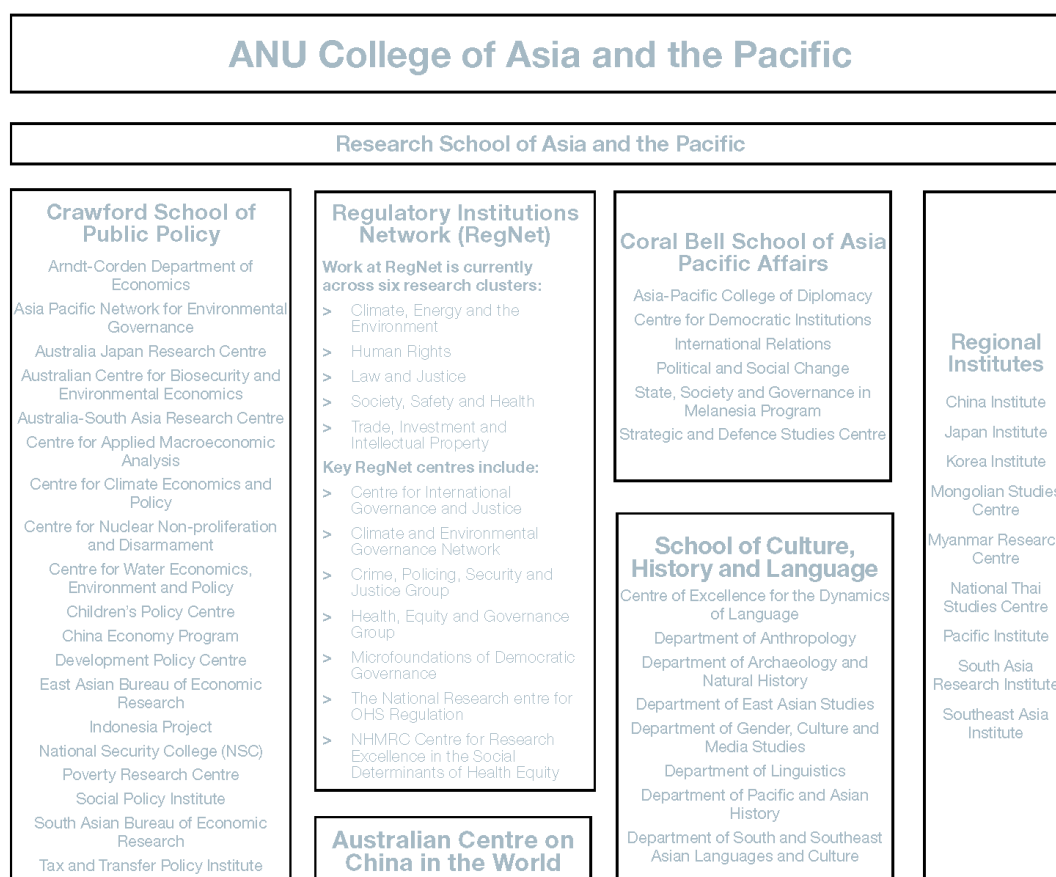 ANU College of Asia and the Pacific
Research School of Asia and the Pacific
Crawford School of
Public Policy
Arndt-Corden Department of
Economics
Asia Pacific Network for Environmental
Governance
Australia Japan Research Centre
Australian Centre for Biosecurity and
Environmental Economics
Australia-South Asia Research Centre
Centre for Applied Macroeconomic
Analysis
Centre for Climate Economics and
Policy
Centre for Nuclear Non-proliferation
and Disarmament
Centre for Water Economics,
Environment and Policy
Children's Policy Centre
China Economy Program
Development Policy Centre
East Asian Bureau of Economic
Research
Indonesia Project
National Security College (NSC)
Poverty Research Centre
Social Policy Institute
South Asian Bureau of Economic
Research
Tax and Transfer Policy Institute
Regulatory Institutions
Network (RegNet)
Work at RegNet is currently
across six research clusters:
> Climate, Energy and the
Environment
> Human Rights
> Law and Justice
> Society, Safety and Health
> Trade, Investment and
Intellectual Property
Key RegNet centres include:
> Centre for International
Governance and Justice
> Climate and Environmental
Governance Network
> Crime, Policing, Security and
Justice Group
> Health, Equity and Governance
Group
> Microfoundations of Democratic
Governance
> The National Research entre for
OHS Regulation
> NHMRC Centre for Research
Excellence in the Social
Determinants of Health Equity
Australian Centre on
China in the World
Coral Bell School of Asia
Pacific Affairs
Asia-Pacific College of Diplomacy
Centre for Democratic Institutions
International Relations
Political and Social Change
State, Society and Governance in
Melanesia Program
Strategic and Defence Studies Centre
School of Culture,
History and Language
Centre of Excellence for the Dynamics
of Language
Department of Anthropology
Department of Archaeology and
Natural History
Department of East Asian Studies
Department of Gender, Culture and
Media Studies
Department of Linguistics
Department of Pacific and Asian
History
Department of South and Southeast
Asian Languages and Culture
Regional
Institutes
China Institute
Japan Institute
Korea Institute
Mongolian Studies
Centre
Myanmar Researc
Centre
National Thai
Studies Centre
Pacific Institute
South Asia
Research Institute
Southeast Asia
Institute